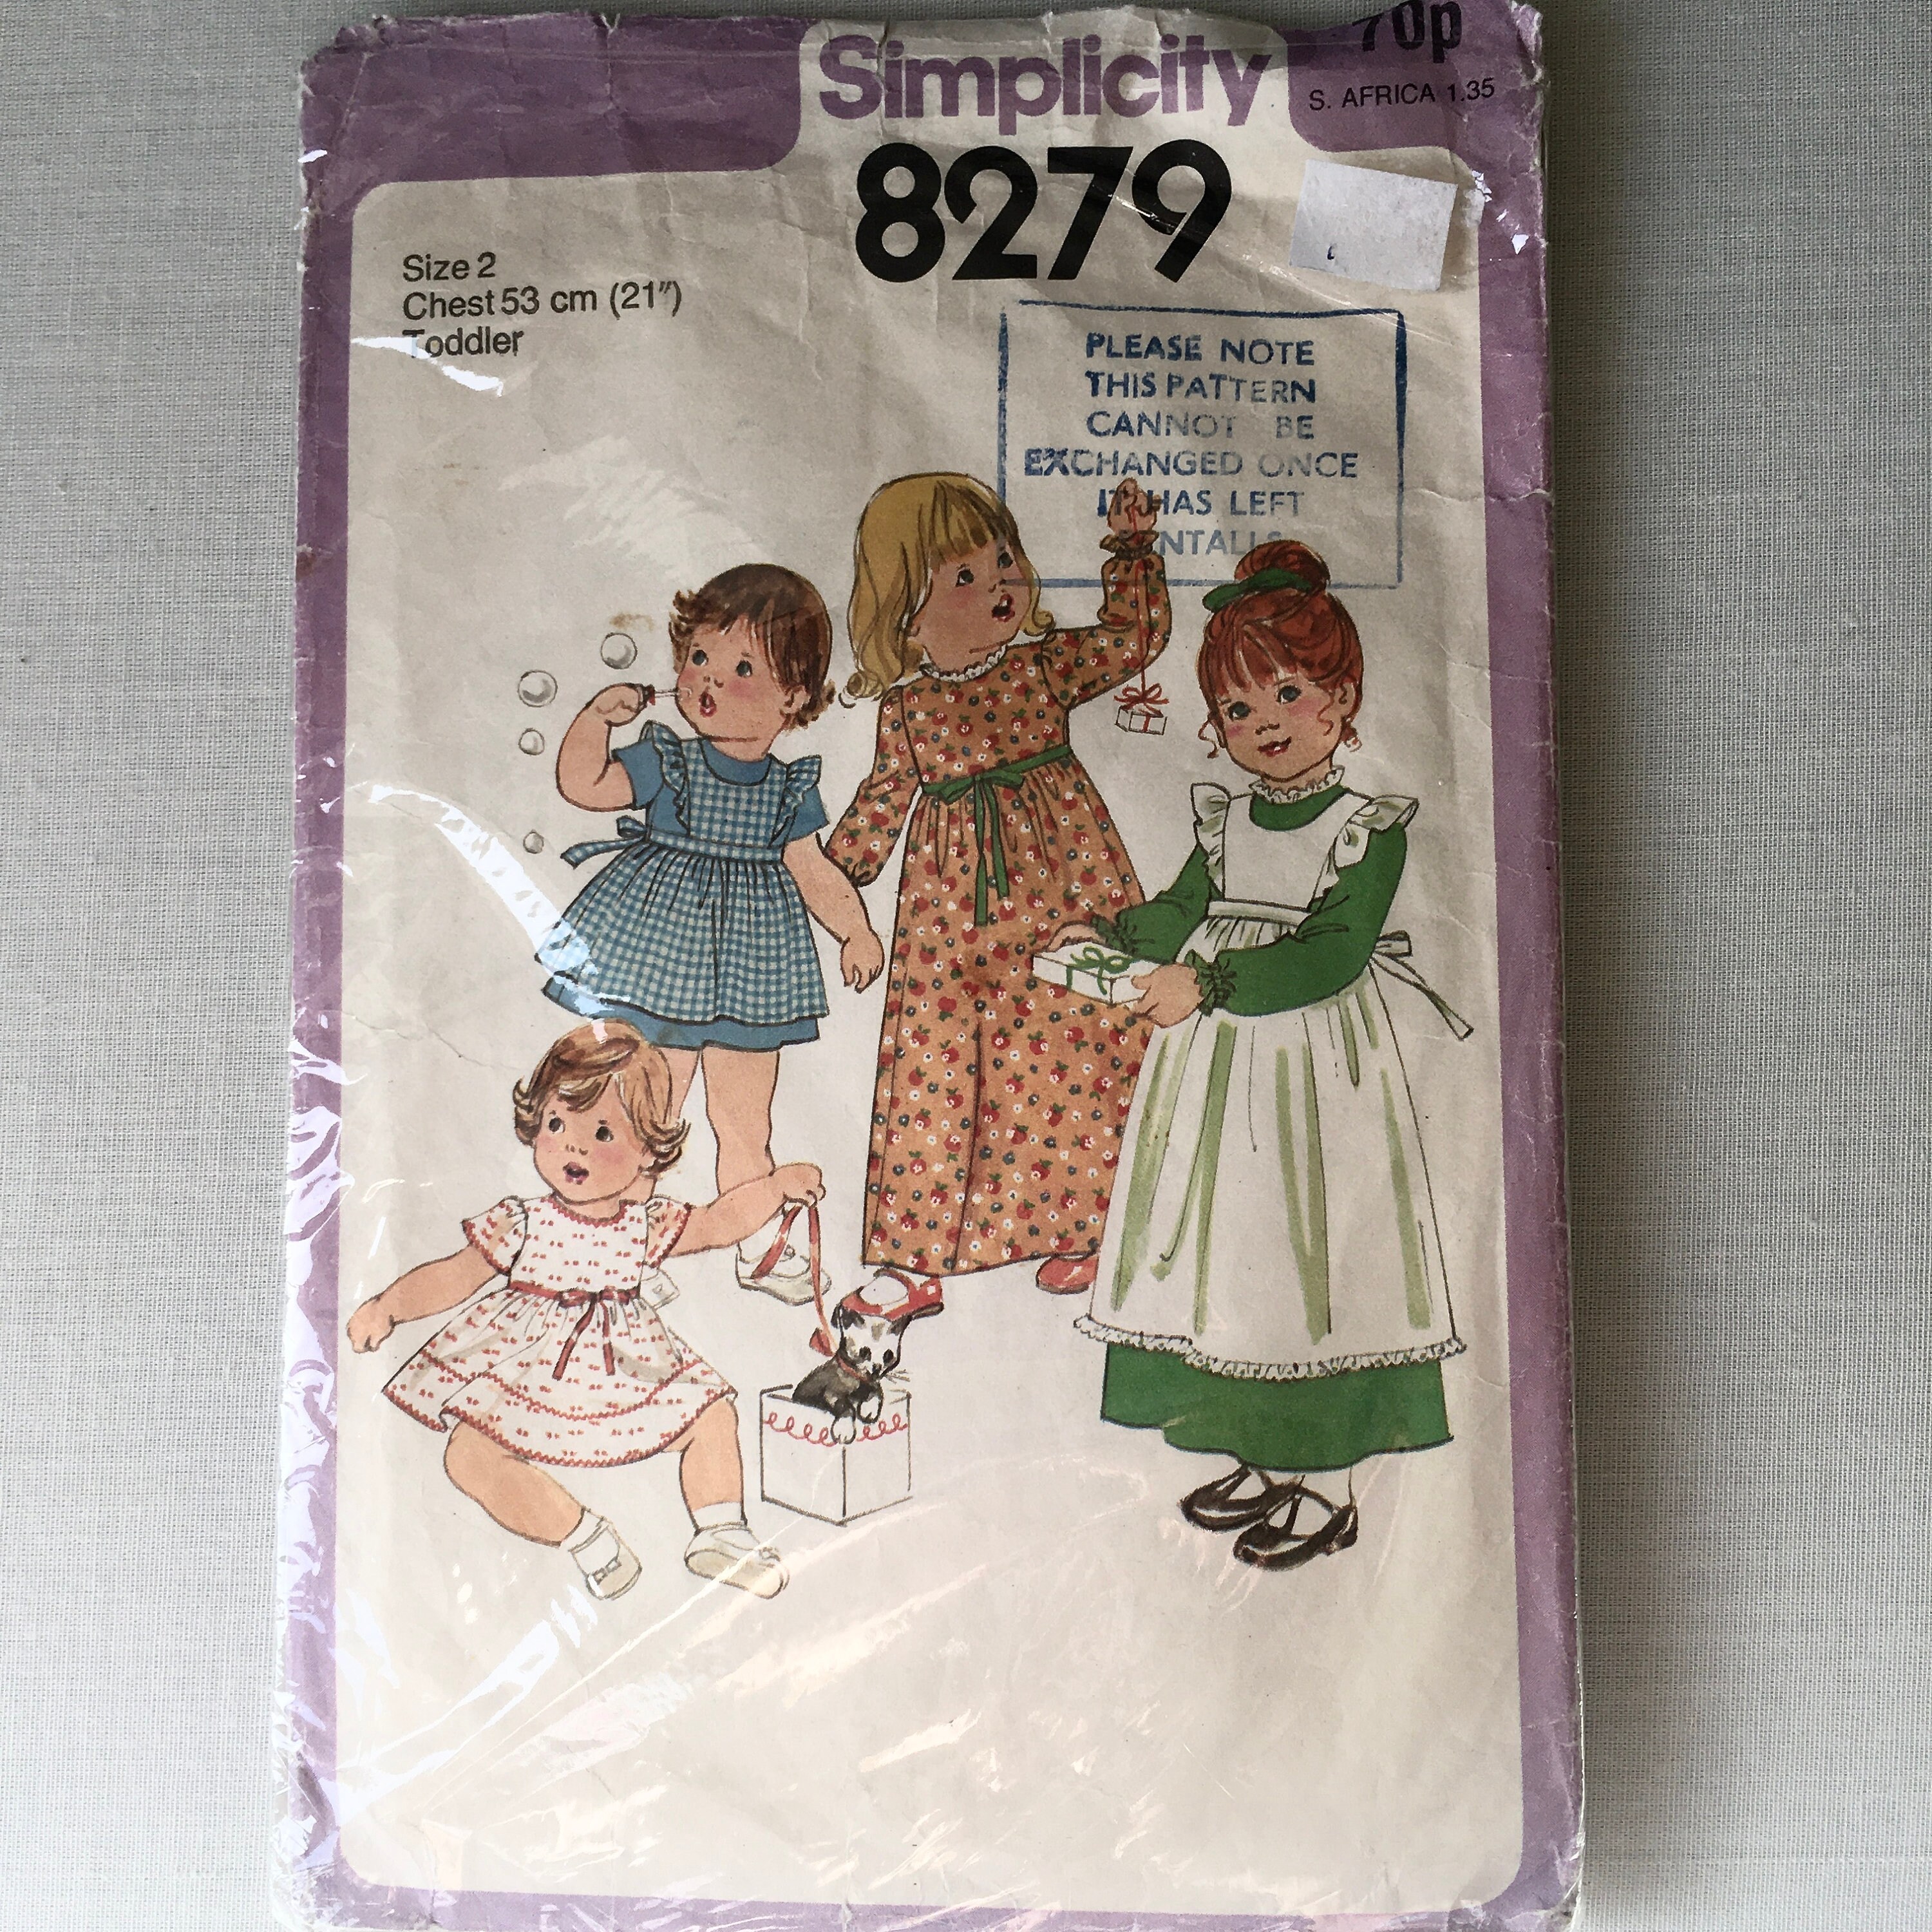 Simplicity
70p
S. AFRICA 1.35
8279
Size 2
Chest 53 cm (21")
Toddler
PLEASE NOTE
THIS PATTERN
CANNOT BE
EXCHANGED ONCE
IT HAS LEFT